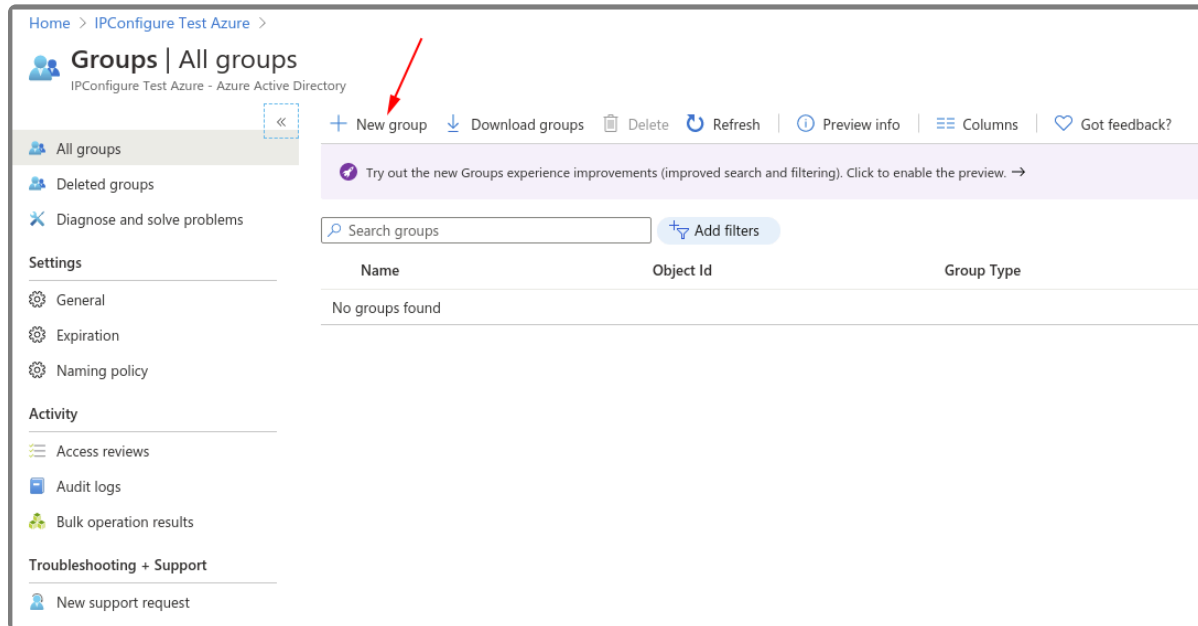 Home > IPConfigure Test Azure >
Groups | All groups
IPConfigure Test Azure - Azure Active Directory
«
New group Download groups Delete Refresh Preview info Columns Got feedback?
All groups
Try out the new Groups experience improvements (improved search and filtering). Click to enable the preview. →
Deleted groups
Diagnose and solve problems
Search groups Add filters
Settings
Name Object Id Group Type
General
No groups found
Expiration
Naming policy
Activity
Access reviews
Audit logs
Bulk operation results
Troubleshooting + Support
New support request